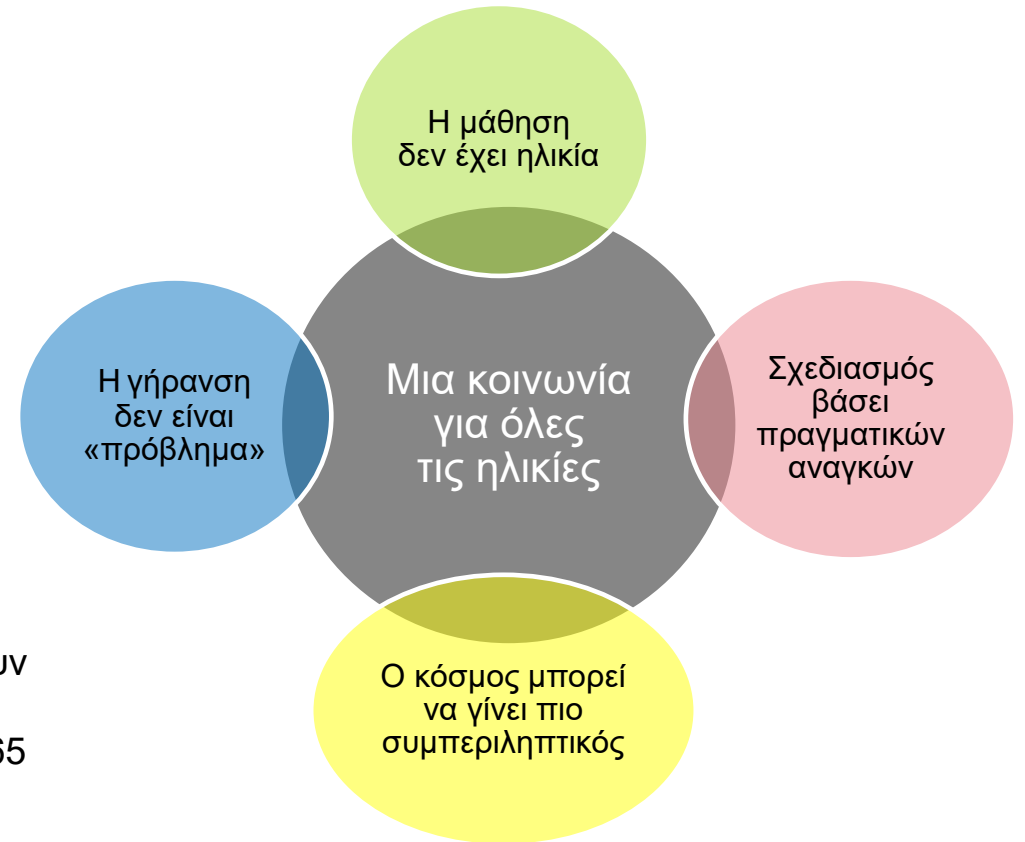 Η μάθηση
δεν έχει ηλικία
Η γήρανση
δεν είναι
«πρόβλημα»
Μια κοινωνία
για όλες
τις ηλικίες
Σχεδιασμός
βάσει
πραγματικών
αναγκών
Ο κόσμος μπορεί
να γίνει πιο
συμπεριληπτικός